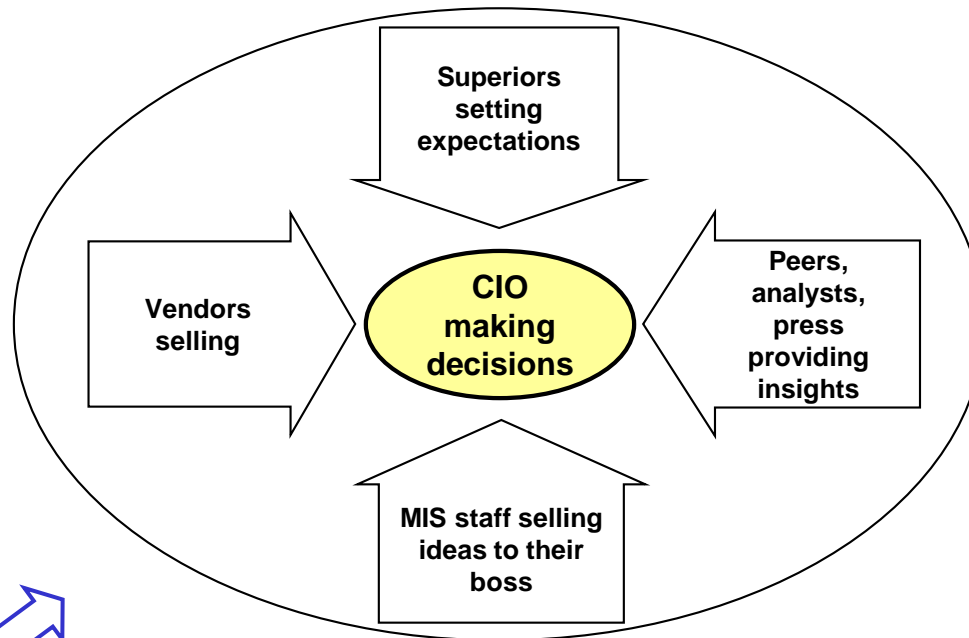 Superiors
setting
expectations
Vendors
selling
CIO
making
decisions
Peers,
analysts,
press
providing
insights
MIS staff selling
ideas to their
boss